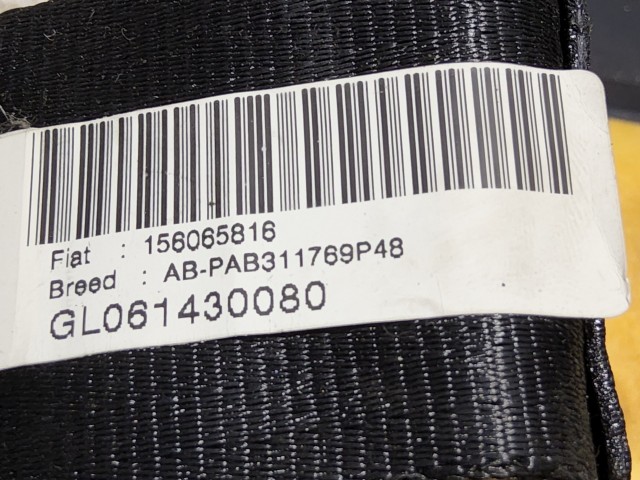 Fiat : 156065816
Breed : AB-PAB311769P48
GL061430080